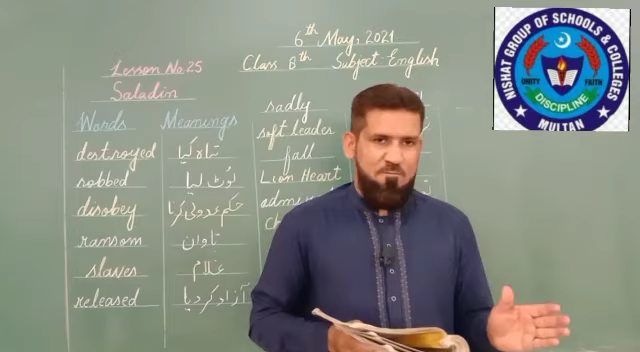 6th May, 2021
Class 8th Subject English
Lesson No. 25
Saladin
Words Meanings
destroyed تباہ کیا
robbed لوٹ لیا
disobey حکم عدولی کرنا
ransom تاوان
slaves غلام
released آزاد کر دیا
sadly
soft leader
fall
Lion Heart
NISHAT GROUP OF SCHOOLS & COLLEGES
UNITY FAITH
DISCIPLINE
MULTAN